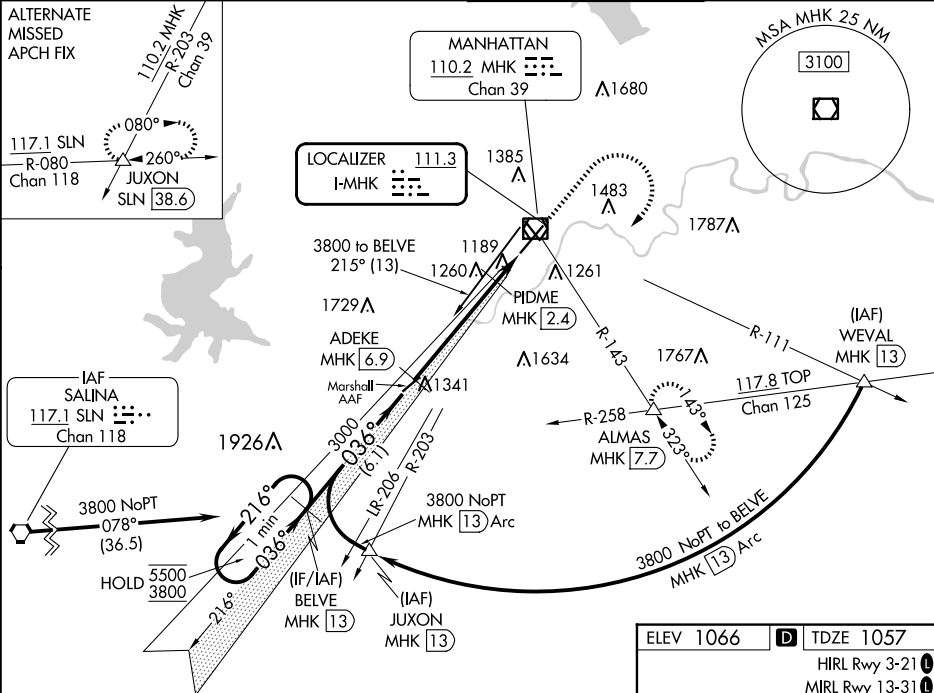 ALTERNATE
MISSED
APCH FIX
110.2 MHK
R-203
Chan 39
117.1 SLN
R-080
Chan 118
080°
260°
JUXON
SLN 38.6
MANHATTAN
110.2 MHK
Chan 39
MSA MHK 25 NM
3100
LOCALIZER 111.3
I-MHK
1680
1385
1483
1787
3800 to BELVE
215° (13)
1189
1260
1261
PIDME
MHK 2.4
1729
ADEKE
MHK 6.9
1634
R-143
1767
R-111
(IAF)
WEVAL
MHK 13
Marshall
AAF
1341
117.8 TOP
Chan 125
R-258
ALMAS
MHK 7.7
143°
323°
IAF
SALINA
117.1 SLN
Chan 118
1926
3000
036°
(6.1)
LR-206
R-203
3800 NoPT
078°
(36.5)
216°
1 min
036°
3800 NoPT
MHK 13 Arc
3800 NoPT to BELVE
MHK 13 Arc
HOLD 5500
3800
216°
(IF/IAF)
BELVE
MHK 13
(IAF)
JUXON
MHK 13
ELEV 1066 D TDZE 1057
HIRL Rwy 3-21 L
MIRL Rwy 13-31 L